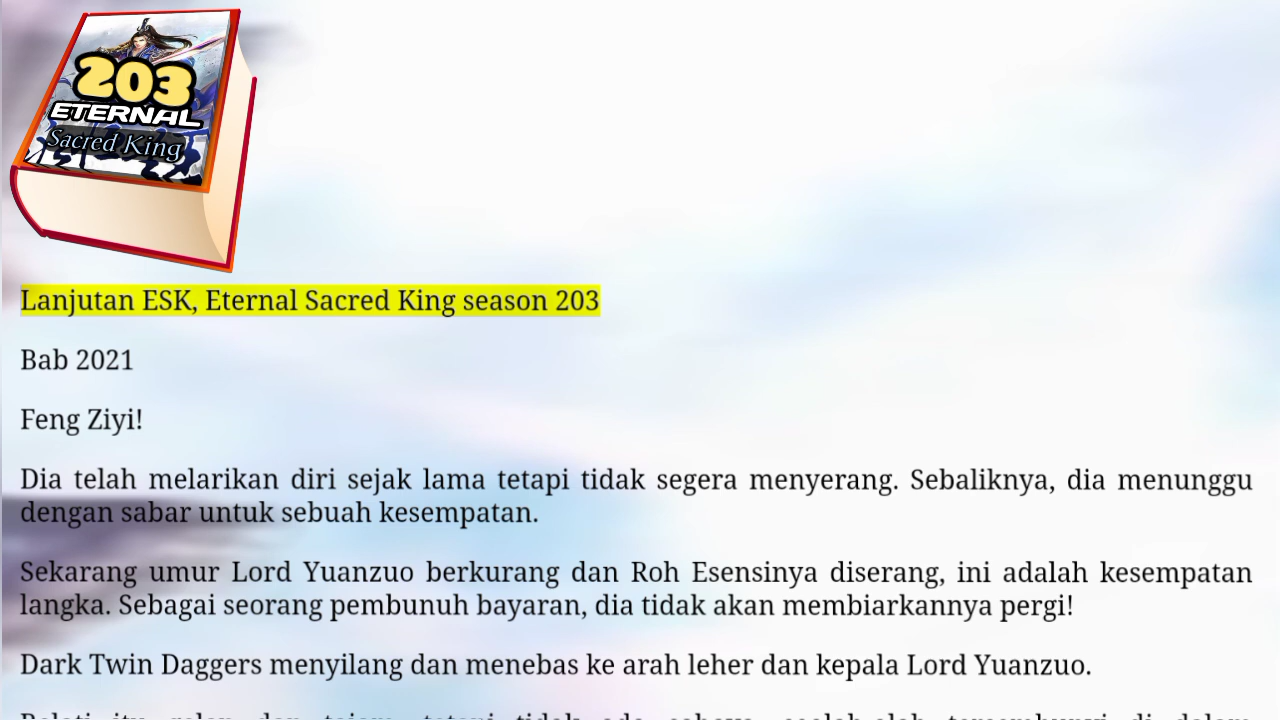 203
ETERNAL
Sacred King
Lanjutan ESK, Eternal Sacred King season 203
Bab 2021
Feng Ziyi!
Dia telah melarikan diri sejak lama tetapi tidak segera menyerang. Sebaliknya, dia menunggu
dengan sabar untuk sebuah kesempatan.
Sekarang umur Lord Yuanzuo berkurang dan Roh Esensinya diserang, ini adalah kesempatan
langka. Sebagai seorang pembunuh bayaran, dia tidak akan membiarkannya pergi!
Dark Twin Daggers menyilang dan menebas ke arah leher dan kepala Lord Yuanzuo.